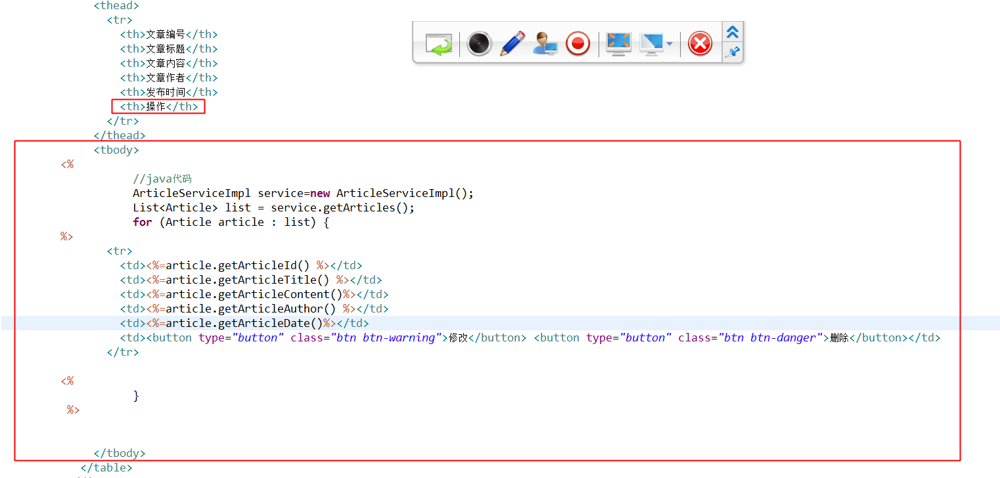 <thead>
<tr>
<th>文章编号</th>
<th>文章标题</th>
<th>文章内容</th>
<th>文章作者</th>
<th>发布时间</th>
<th>操作</th>
</tr>
</thead>
<tbody>
<%
//java代码
ArticleServiceImpl service=new ArticleServiceImpl();
List<Article> list = service.getArticles();
for (Article article : list) {
%>
<tr>
<td><%=article.getArticleId() %></td>
<td><%=article.getArticleTitle() %></td>
<td><%=article.getArticleContent()%></td>
<td><%=article.getArticleAuthor() %></td>
<td><%=article.getArticleDate()%></td>
<td><button type="button" class="btn btn-warning">修改</button> <button type="button" class="btn btn-danger">删除</button></td>
</tr>
<%
}
%>
</tbody>
</table>